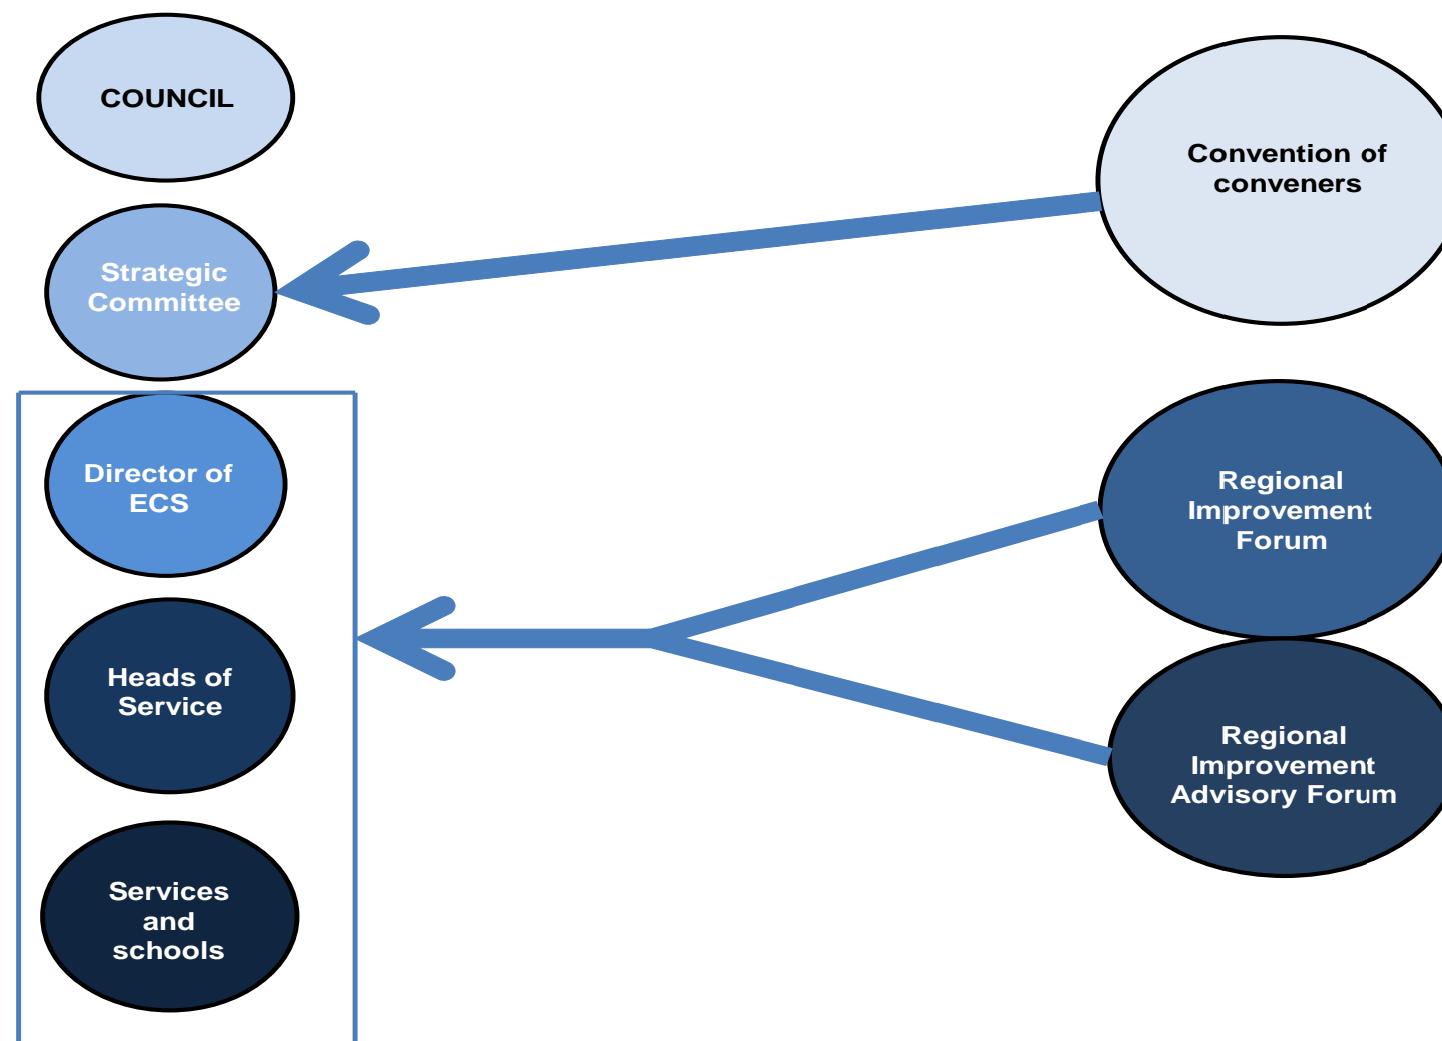 COUNCIL
Strategic
Committee
Director of
ECS
Heads of
Service
Services
and
schools
Convention of
conveners
Regional
Improvement
Forum
Regional
Improvement
Advisory Forum